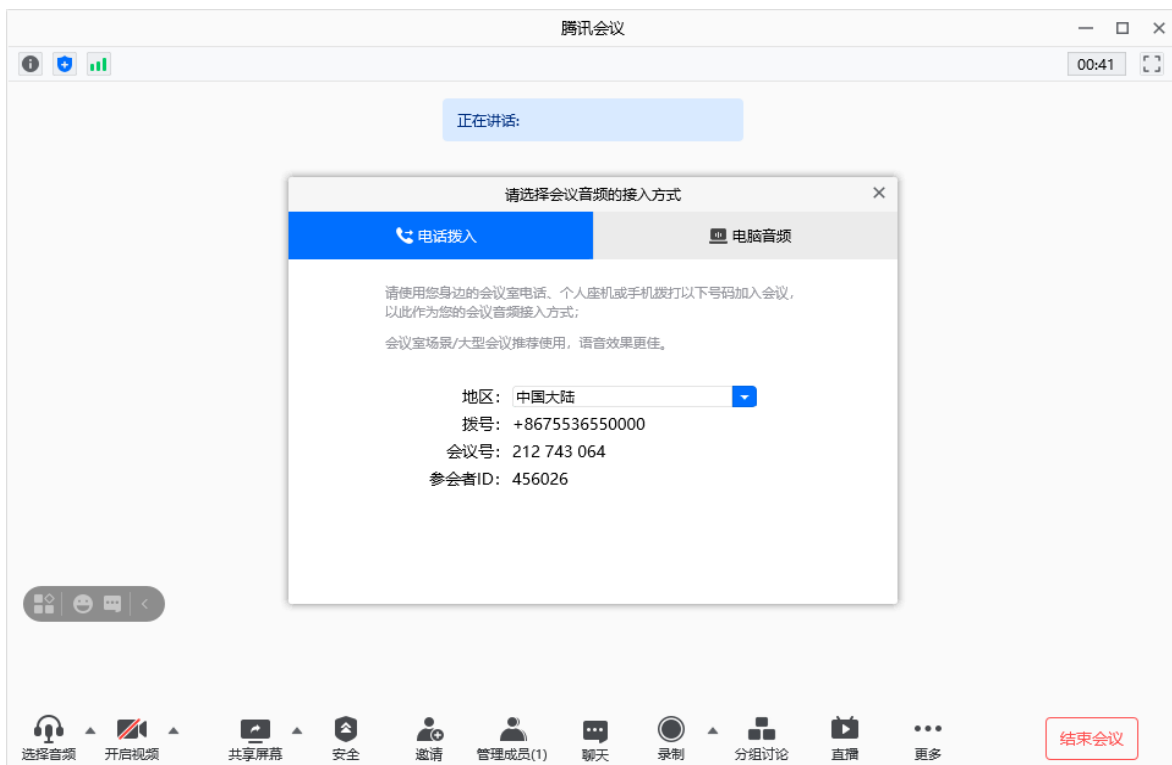 腾讯会议
00:41
正在讲话:
请选择会议音频的接入方式
电话拨入
电脑音频
请使用您身边的会议室电话、个人座机或手机拨打以下号码加入会议,
以此作为您的会议音频接入方式;
会议室场景/大型会议推荐使用, 语音效果更佳。
地区: 中国大陆
拨号: +8675536550000
会议号: 212 743 064
参会者ID: 456026
选择音频 开启视频 共享屏幕 安全 邀请 管理成员(1) 聊天 录制 分组讨论 直播 更多 结束会议